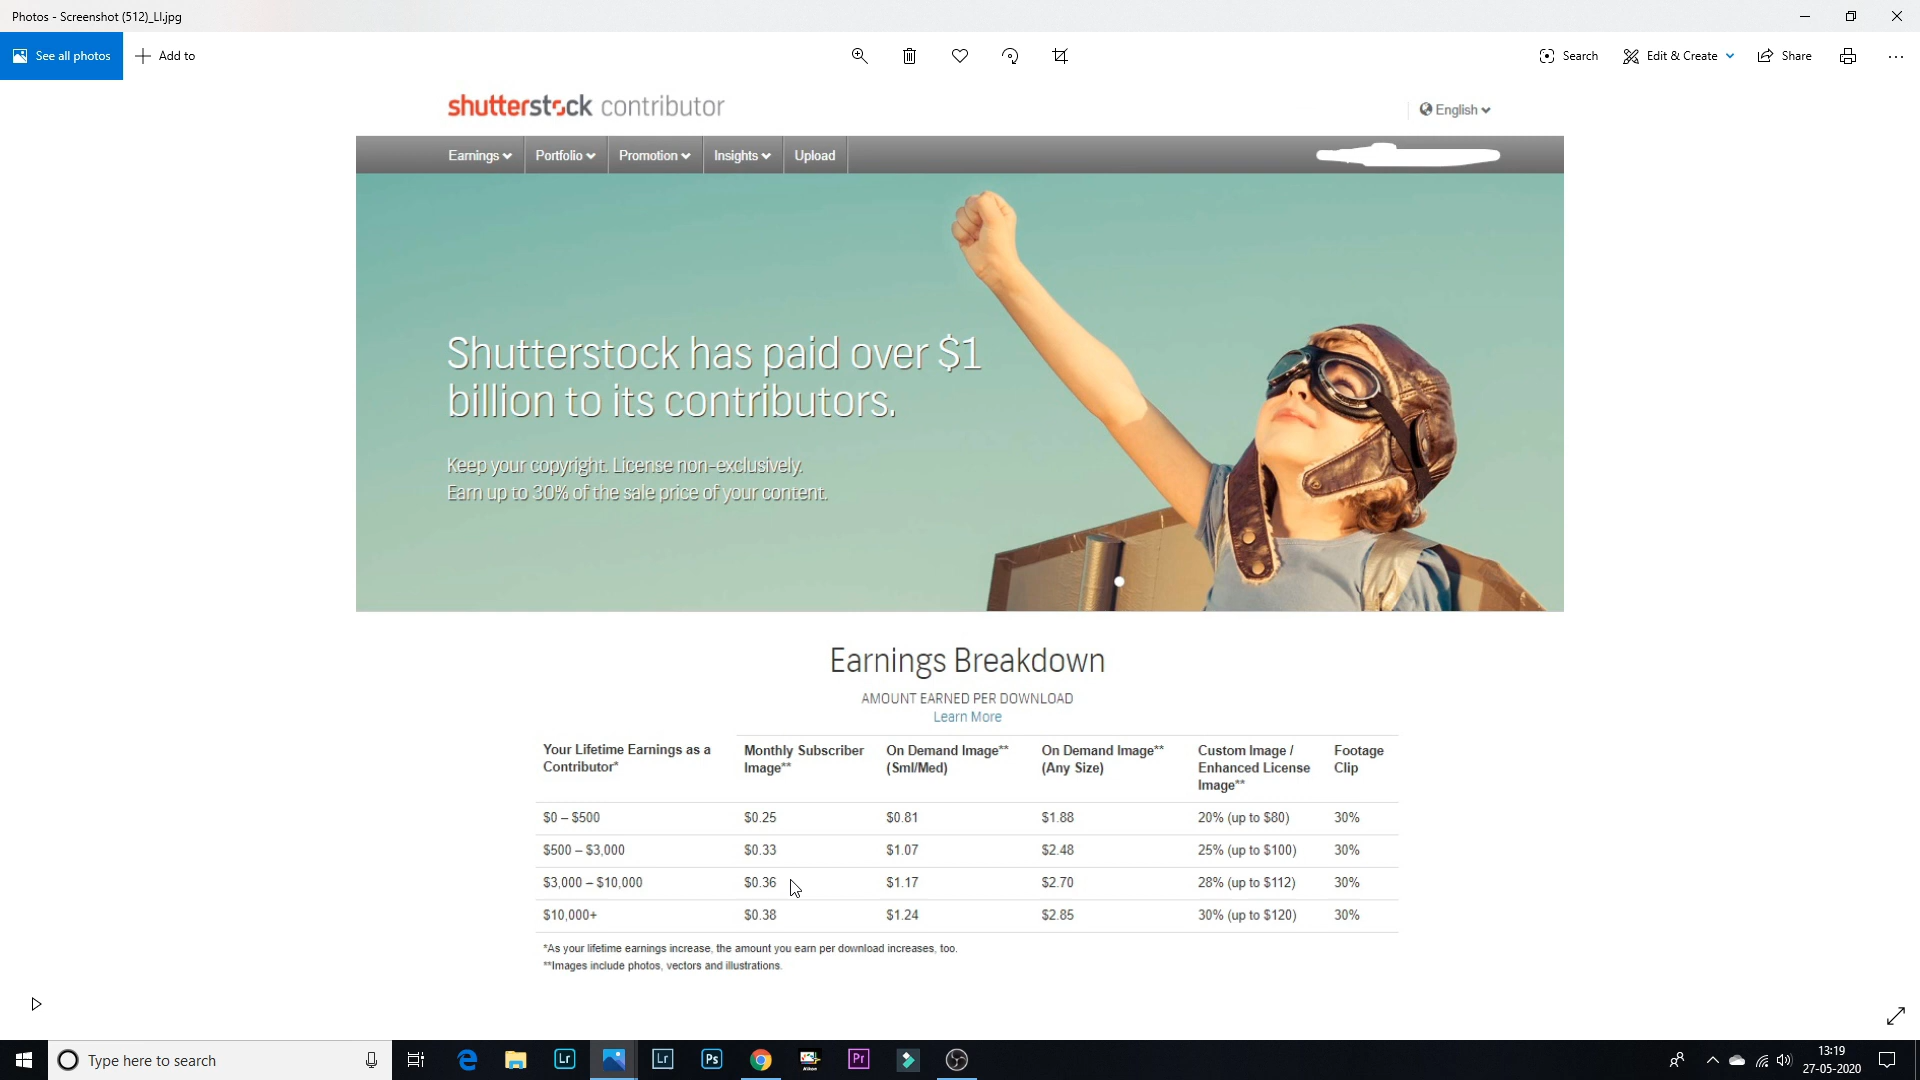 Photos - Screenshot (512)_LI.jpg
See all photos
Add to
Search
Edit & Create
Share
shutterstock contributor
English
Earnings
Portfolio
Promotion
Insights
Upload
Shutterstock has paid over $1
billion to its contributors.
Keep your copyright. License non-exclusively.
Earn up to 30% of the sale price of your content.
Earnings Breakdown
AMOUNT EARNED PER DOWNLOAD
Learn More
Your Lifetime Earnings as a Contributor* Monthly Subscriber Image** On Demand Image** (Sml/Med) On Demand Image** (Any Size) Custom Image / Enhanced License Image** Footage Clip
$0 – $500 $0.25 $0.81 $1.88 20% (up to $80) 30%
$500 – $3,000 $0.33 $1.07 $2.48 25% (up to $100) 30%
$3,000 – $10,000 $0.36 $1.17 $2.70 28% (up to $112) 30%
$10,000+ $0.38 $1.24 $2.85 30% (up to $120) 30%
*As your lifetime earnings increase, the amount you earn per download increases, too.
**Images include photos, vectors and illustrations.
Type here to search
Lr
Lr
Ps
Nikon
Pr
13:19
27-05-2020